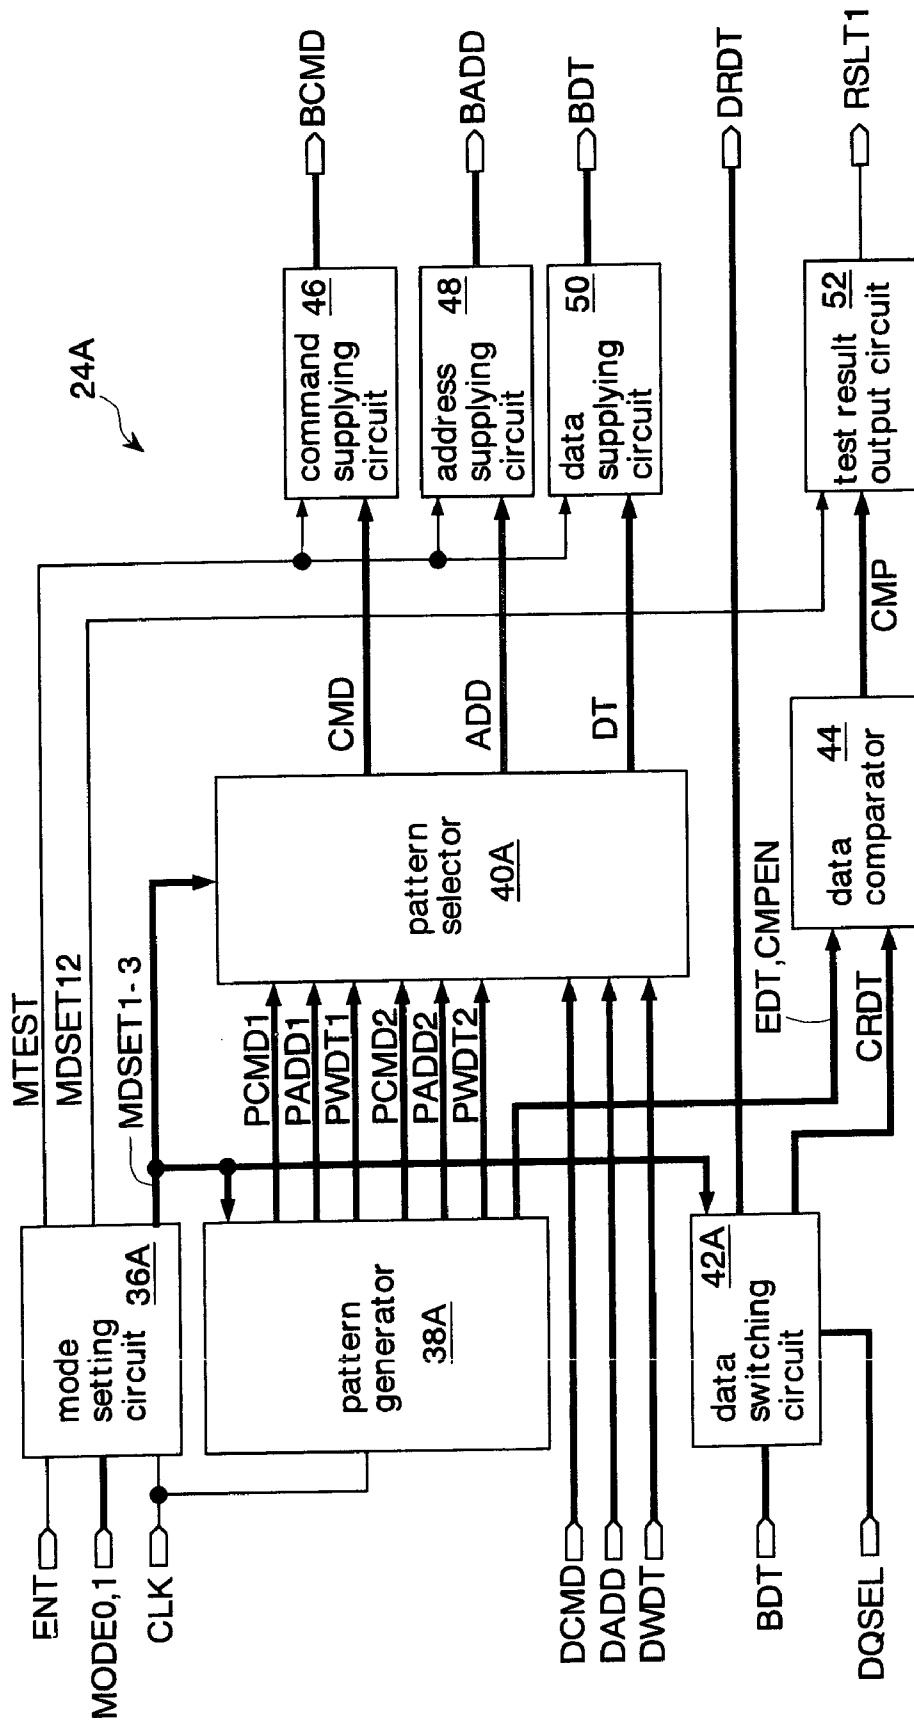 24A
ENT
MODE0,1
CLK
mode
setting
circuit 36A
MTEST
MDSET12
MDSET1-3
pattern
generator
38A
PCMD1
PADD1
PWDT1
PCMD2
PADD2
PWDT2
pattern
selector
40A
CMD
ADD
DT
command 46
supplying
circuit
BCMD
address 48
supplying
circuit
BADD
data 50
supplying
circuit
BDT
DCMD
DADD
DWDT
DRDT
BDT
DQSEL
data 42A
switching
circuit
EDT,CMPEN
CRDT
data 44
comparator
CMP
test result 52
output circuit
RSLT1